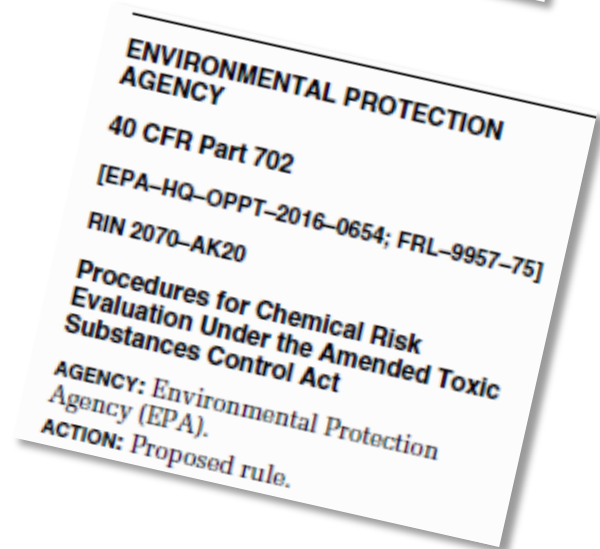 ENVIRONMENTAL PROTECTION
AGENCY
40 CFR Part 702
[EPA–HQ–OPPT–2016–0654; FRL–9957–75]
RIN 2070–AK20
Procedures for Chemical Risk
Evaluation Under the Amended Toxic
Substances Control Act
AGENCY: Environmental Protection
Agency (EPA).
ACTION: Proposed rule.